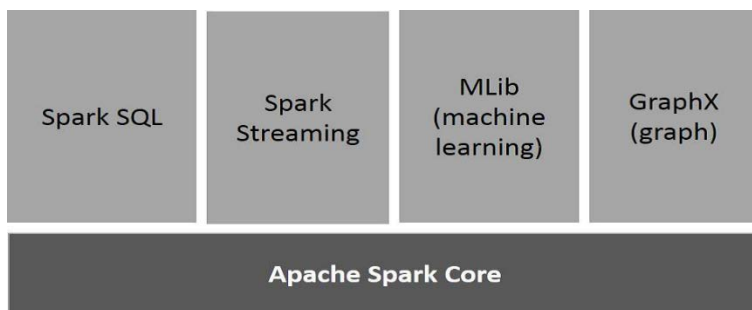 Spark SQL
Spark
Streaming
MLib
(machine
learning)
GraphX
(graph)
Apache Spark Core